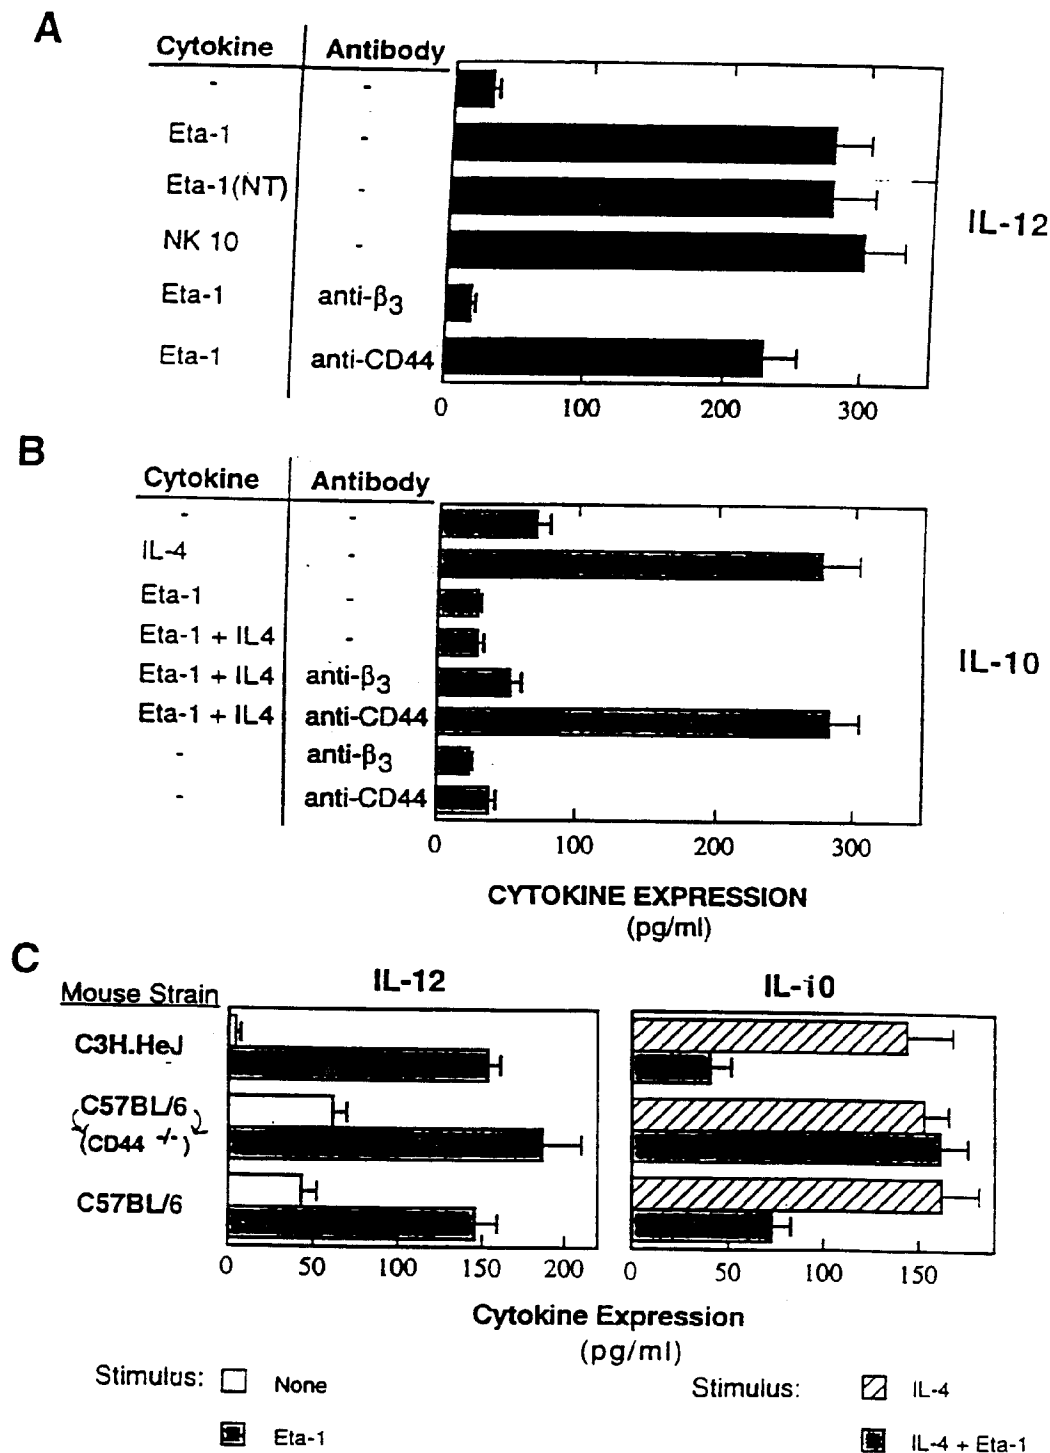 A
Cytokine Antibody
- -
Eta-1 -
Eta-1(NT) -
NK 10 -
Eta-1 anti-β3
Eta-1 anti-CD44
IL-12
0 100 200 300
B
Cytokine Antibody
- -
IL-4 -
Eta-1 -
Eta-1 + IL4 -
Eta-1 + IL4 anti-β3
Eta-1 + IL4 anti-CD44
- anti-β3
- anti-CD44
IL-10
0 100 200 300
CYTOKINE EXPRESSION
(pg/ml)
C
Mouse Strain IL-12 IL-10
C3H.HeJ
C57BL/6
(CD44 -/-)
C57BL/6
0 50 100 150 200 0 50 100 150
Cytokine Expression
(pg/ml)
Stimulus: None
Eta-1
Stimulus: IL-4
IL-4 + Eta-1